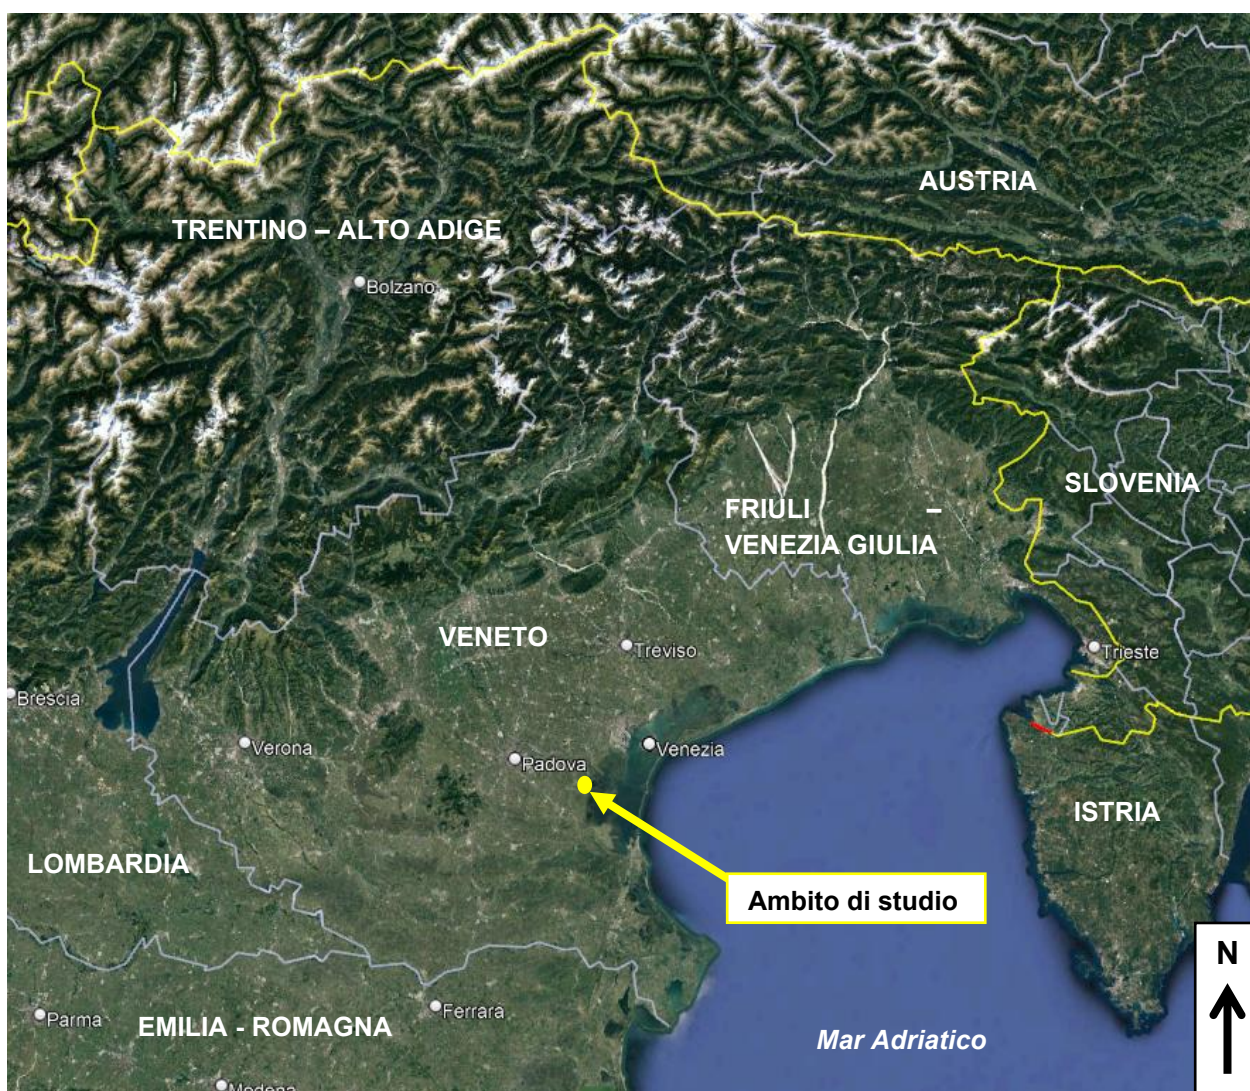 AUSTRIA
TRENTINO – ALTO ADIGE
Bolzano
SLOVENIA
FRIULI –
VENEZIA GIULIA
VENETO
Treviso
Trieste
Brescia
Verona
Venezia
Padova
ISTRIA
LOMBARDIA
Ambito di studio
N
Ferrara
Parma
EMILIA - ROMAGNA
Mar Adriatico
Modena